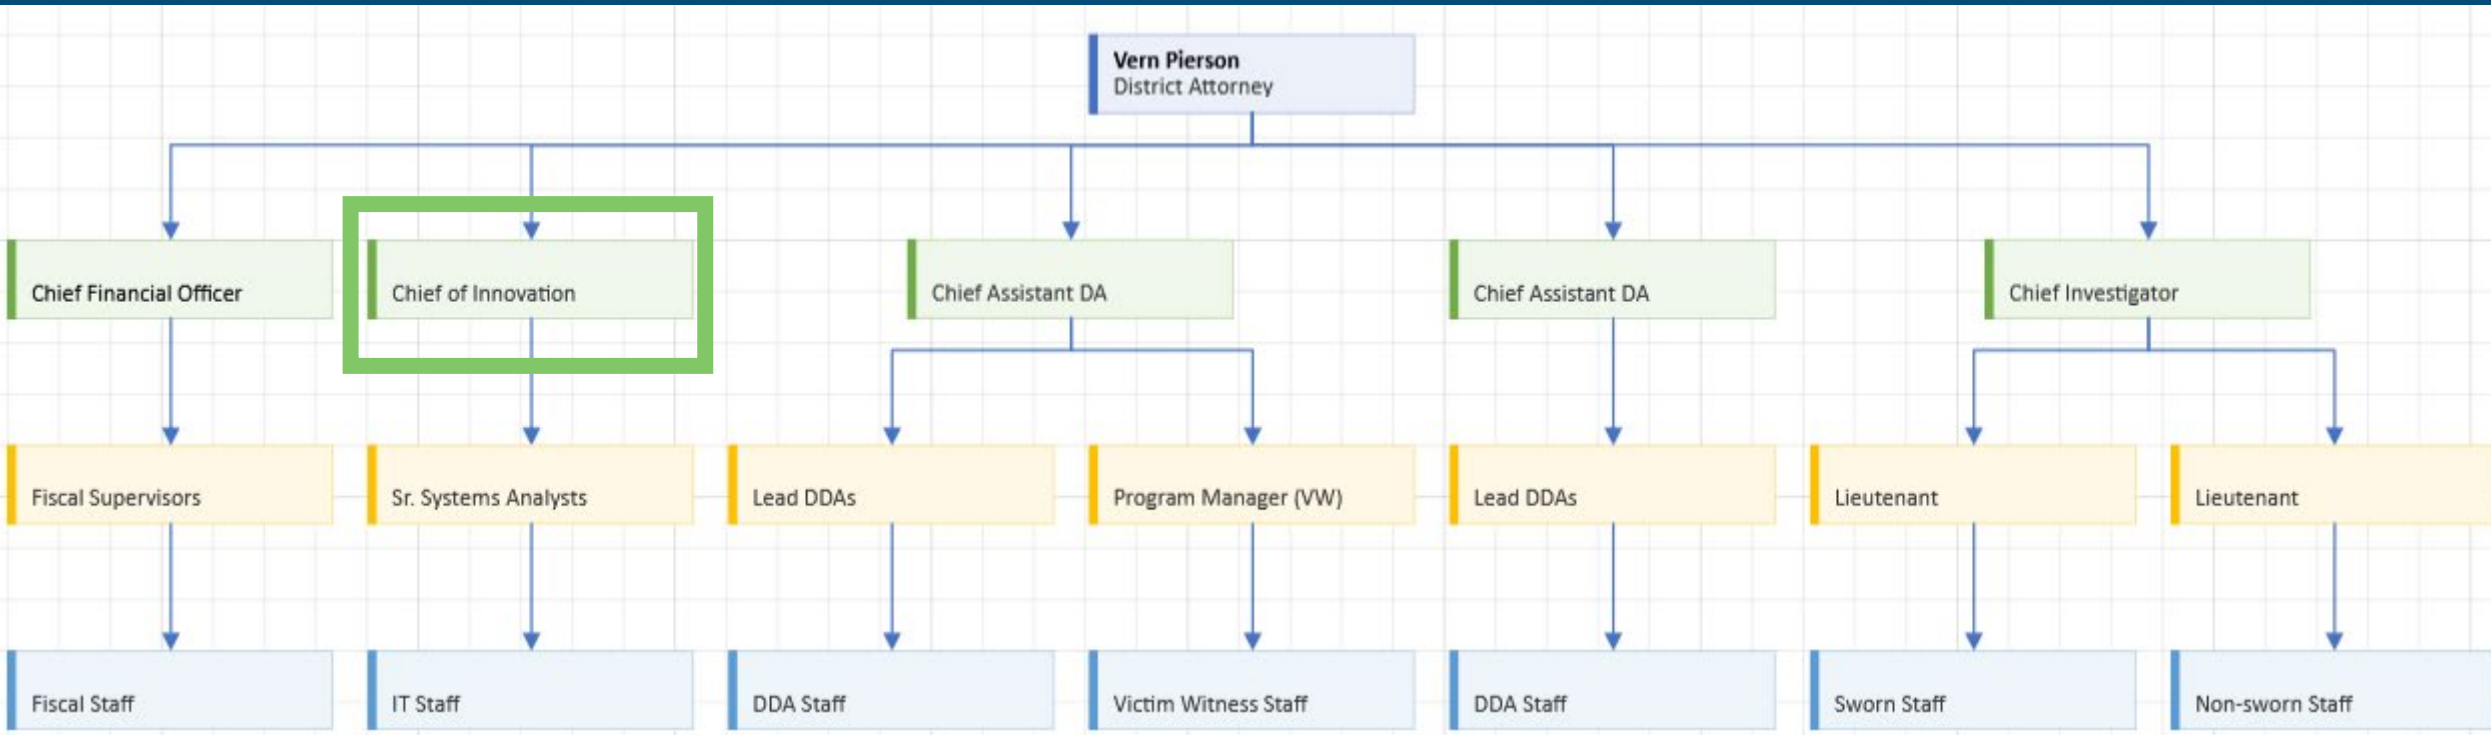 Vern Pierson
District Attorney
Chief Financial Officer
Chief of Innovation
Chief Assistant DA
Chief Assistant DA
Chief Investigator
Fiscal Supervisors
Sr. Systems Analysts
Lead DDAs
Program Manager (VW)
Lead DDAs
Lieutenant
Lieutenant
Fiscal Staff
IT Staff
DDA Staff
Victim Witness Staff
DDA Staff
Sworn Staff
Non-sworn Staff